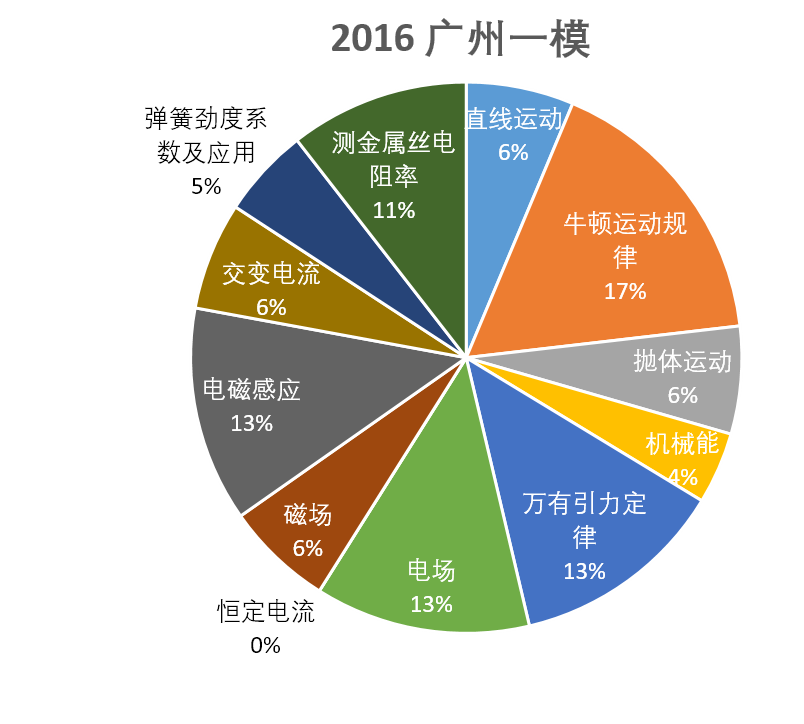 2016 广州一模
直线运动
6%
牛顿运动规
律
17%
抛体运动
6%
机械能
4%
万有引力定
律
13%
电场
13%
恒定电流
0%
磁场
6%
电磁感应
13%
交变电流
6%
弹簧劲度系
数及应用
5%
测金属丝电
阻率
11%